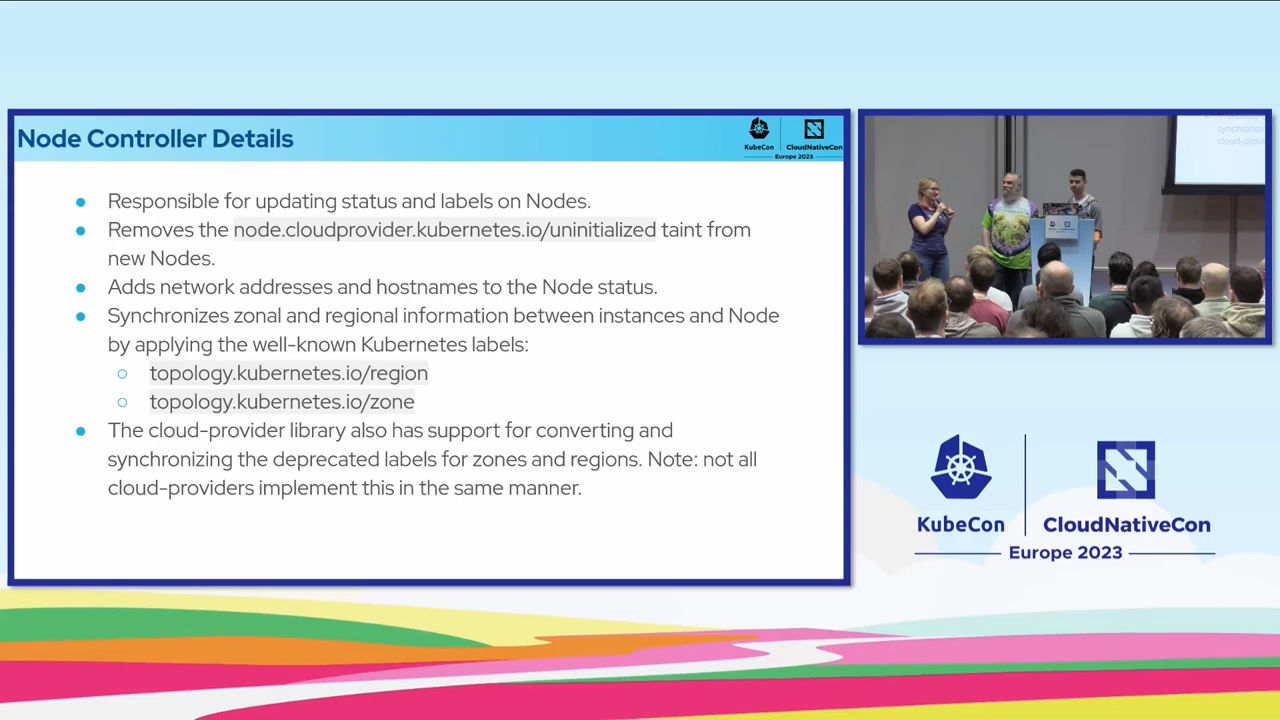 Node Controller Details
KubeCon
CloudNativeCon
Europe 2023
Responsible for updating status and labels on Nodes.
Removes the node.cloudprovider.kubernetes.io/uninitialized taint from
new Nodes.
Adds network addresses and hostnames to the Node status.
Synchronizes zonal and regional information between instances and Node
by applying the well-known Kubernetes labels:
topology.kubernetes.io/region
topology.kubernetes.io/zone
The cloud-provider library also has support for converting and
synchronizing the deprecated labels for zones and regions. Note: not all
cloud-providers implement this in the same manner.
synchronizi
cloud-provi
KubeCon
CloudNativeCon
Europe 2023